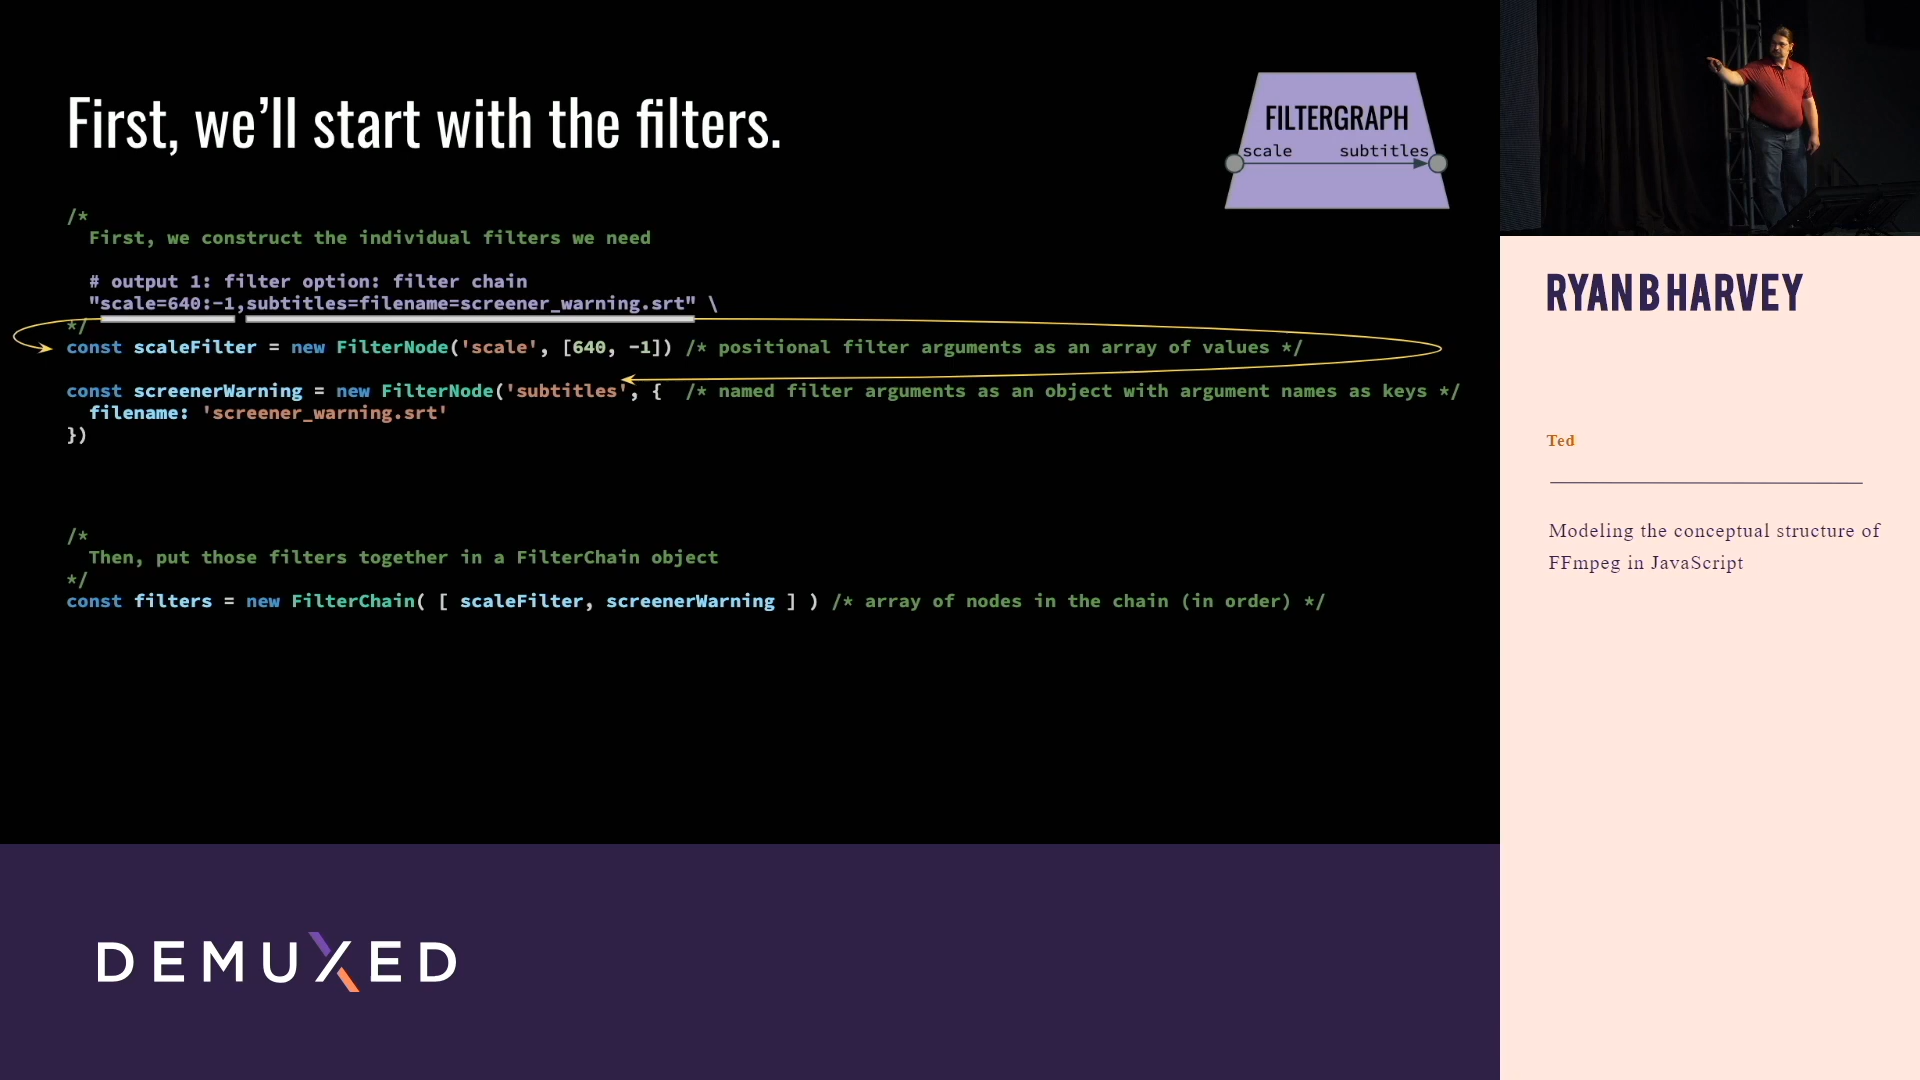 First, we’ll start with the filters.
FILTERGRAPH
scale subtitles
/*
First, we construct the individual filters we need
# output 1: filter option: filter chain
"scale=640:-1,subtitles=filename=screener_warning.srt" \
*/
const scaleFilter = new FilterNode('scale', [640, -1]) /* positional filter arguments as an array of values */
const screenerWarning = new FilterNode('subtitles', { /* named filter arguments as an object with argument names as keys */
filename: 'screener_warning.srt'
})
/*
Then, put those filters together in a FilterChain object
*/
const filters = new FilterChain( [ scaleFilter, screenerWarning ] ) /* array of nodes in the chain (in order) */
DEMUXED
RYAN B HARVEY
Ted
Modeling the conceptual structure of
FFmpeg in JavaScript